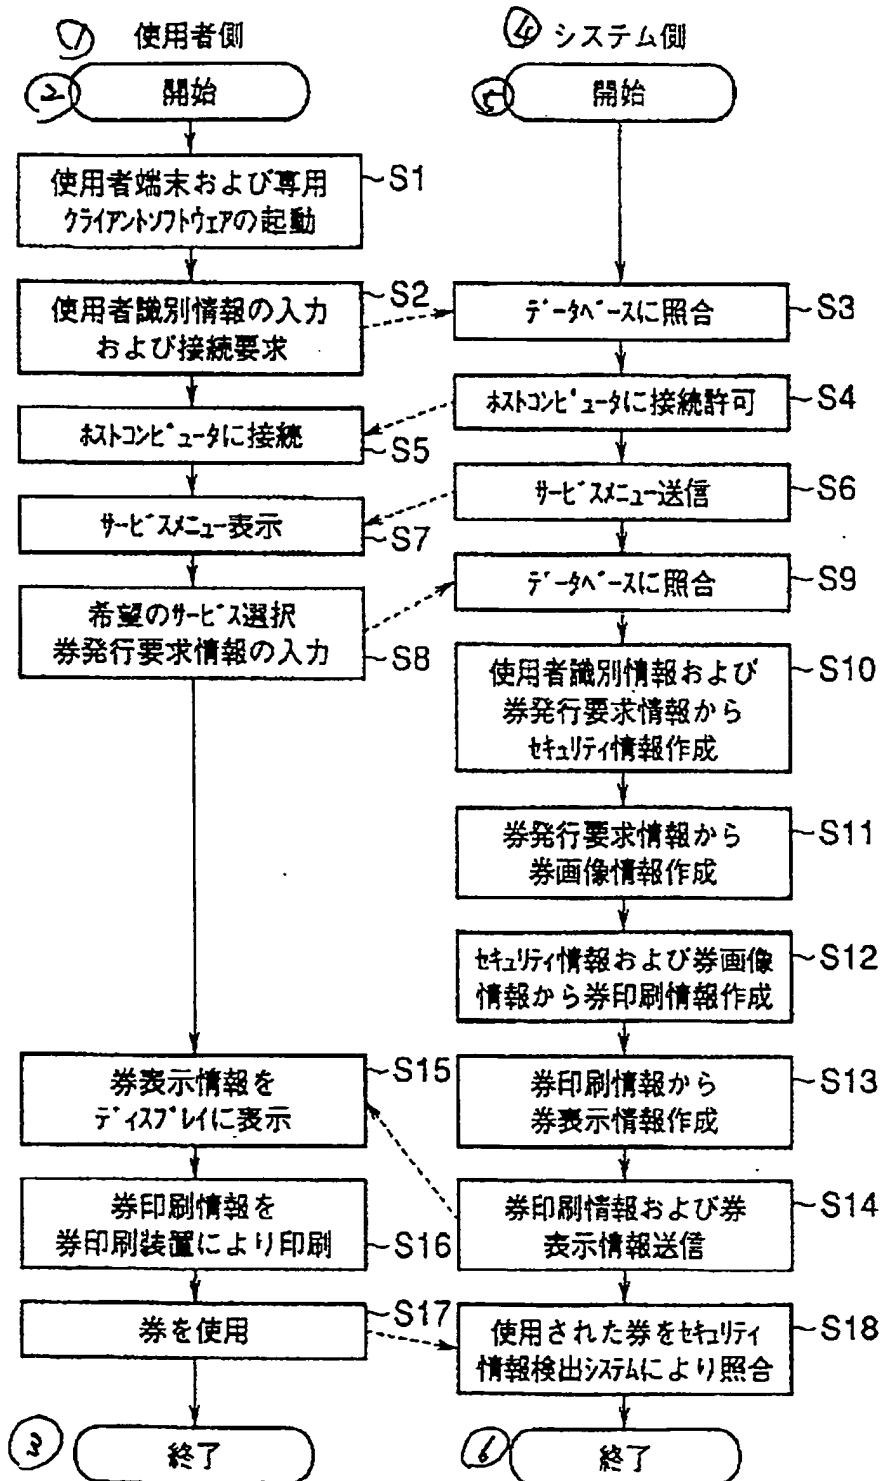 ① 使用者側
④ システム側
② 開始
5 開始
使用者端末および専用
クライアントソフトウェアの起動
S1
使用者識別情報の入力
および接続要求
S2
データベースに照合
S3
ホストコンピュータに接続許可
S4
ホストコンピュータに接続
S5
サービスメニュー送信
S6
サービスメニュー表示
S7
希望のサービス選択
券発行要求情報の入力
S8
データベースに照合
S9
使用者識別情報および
券発行要求情報から
セキュリティ情報作成
S10
券発行要求情報から
券画像情報作成
S11
セキュリティ情報および券画像
情報から券印刷情報作成
S12
券印刷情報から
券表示情報作成
S13
券印刷情報および券
表示情報送信
S14
券表示情報を
ディスプレイに表示
S15
券印刷情報を
券印刷装置により印刷
S16
券を使用
S17
使用された券をセキュリティ
情報検出システムにより照合
S18
③ 終了
⑥ 終了